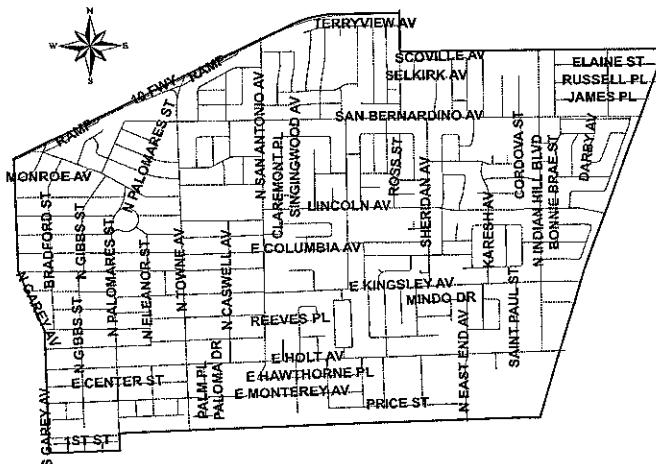 TERRYVIEW AV
SCOVILLE AV
SELKIRK AV
ELAINE ST
RUSSELL PL
JAMES PL
N
W
E
S
10 FWY
RAMP
RAMP
SAN BERNARDINO AV
N PALOMARES ST
N SAN ANTONIO AV
CLAREMONT PL
SINGINGWOOD AV
ROSS ST
SHERIDAN AV
CORDOVA ST
N INDIAN HILL BLVD
BONNIE BRAE ST
DARBY AV
MONROE AV
LINCOLN AV
BRADFORD ST
N GIBBS ST
N PALOMARES ST
N ELEANOR ST
N TOWNE AV
N CASWELL AV
E COLUMBIA AV
KARESH AV
N GAREY AV
E KINGSLEY AV
MINDO DR
SAINT PAUL ST
N GIBBS ST
REEVES PL
N EAST END AV
E HOLT AV
E CENTER ST
E HAWTHORNE PL
PALM PL
PALOMA DR
E MONTEREY AV
PRICE ST
S GAREY AV
1ST ST